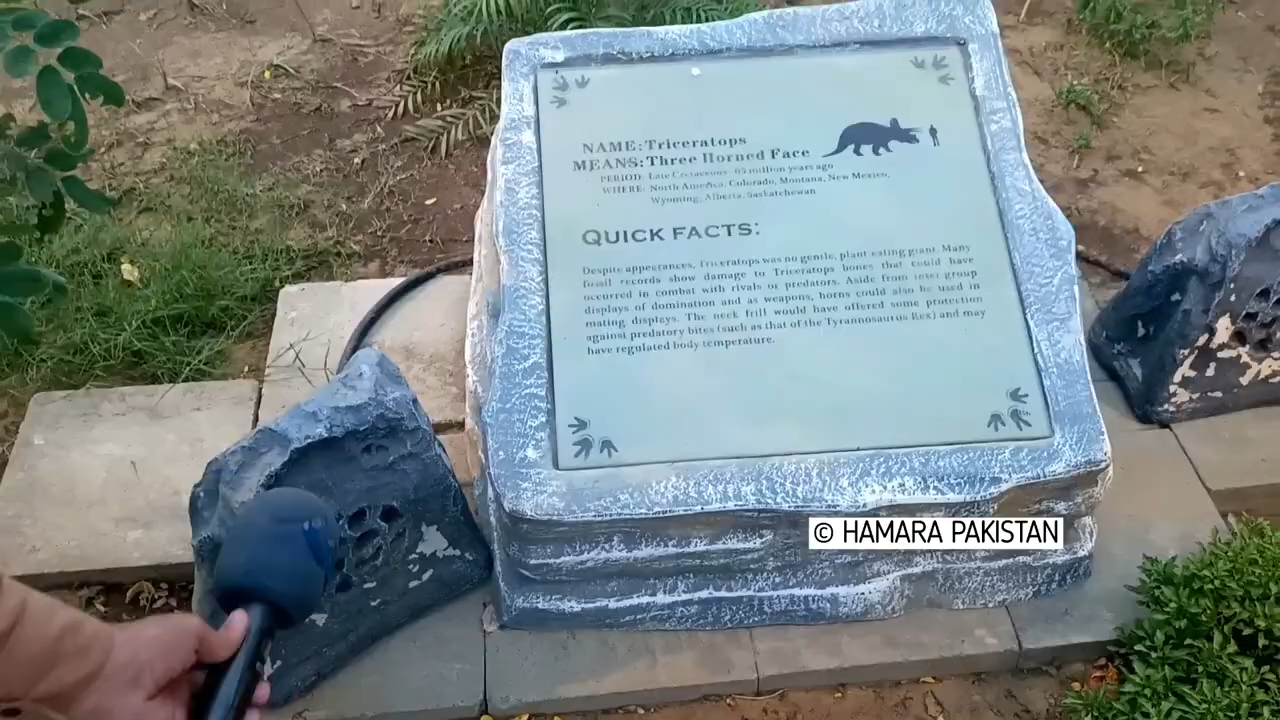 NAME: Triceratops
MEANS: Three Horned Face
PERIOD: Late Cretaceous 65 million years ago
WHERE: North America, Colorado, Montana, New Mexico,
Wyoming, Alberta, Saskatchewan
QUICK FACTS:
Despite appearances, Triceratops was no gentle, plant eating giant. Many
fossil records show damage to Triceratops bones that could have
occurred in combat with rivals or predators. Aside from inter-group
displays of domination and as weapons, horns could also be used in
mating displays. The neck frill would have offered some protection
against predatory bites (such as that of the Tyrannosaurus Rex) and may
have regulated body temperature.
© HAMARA PAKISTAN